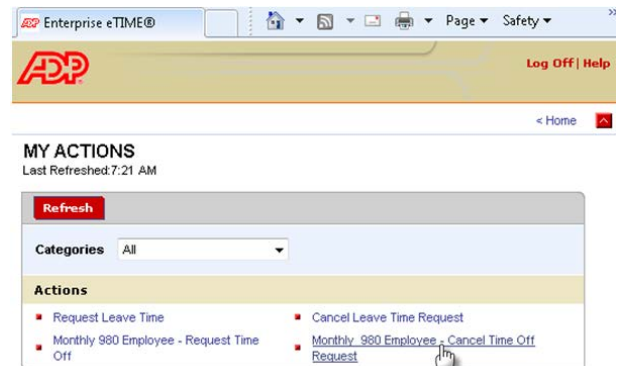 ADP Enterprise eTIME®
Page Safety »
ADP
Log Off | Help
< Home
MY ACTIONS
Last Refreshed:7:21 AM
Refresh
Categories All
Actions
Request Leave Time
Cancel Leave Time Request
Monthly 980 Employee - Request Time
Off
Monthly 980 Employee - Cancel Time Off
Request